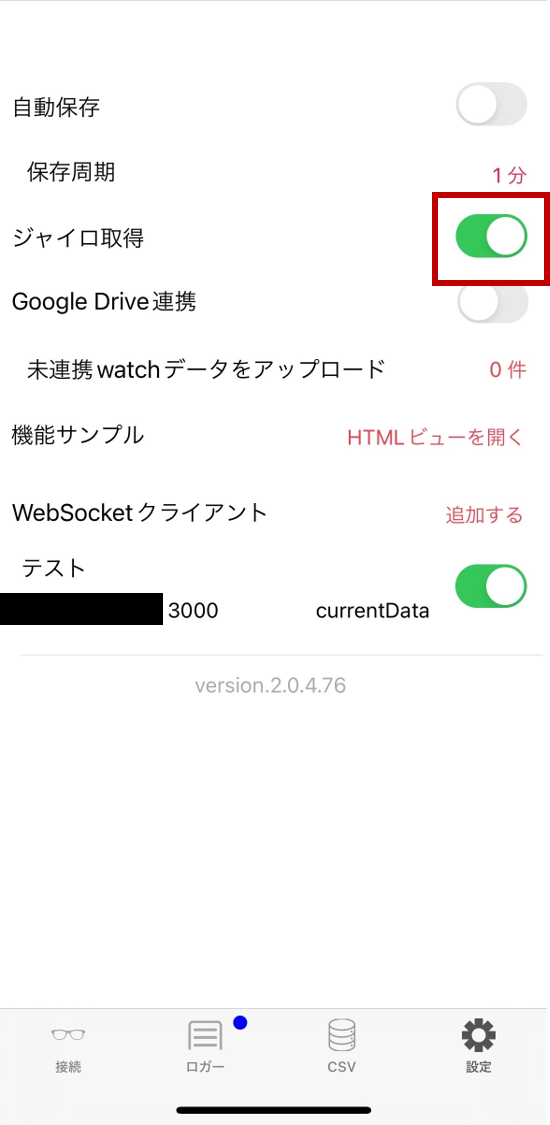 自動保存
保存周期 1 分
ジャイロ取得
Google Drive連携
未連携watchデータをアップロード 0 件
機能サンプル HTMLビューを開く
WebSocketクライアント 追加する
テスト
3000 currentData
version.2.0.4.76
接続 ロガー CSV 設定